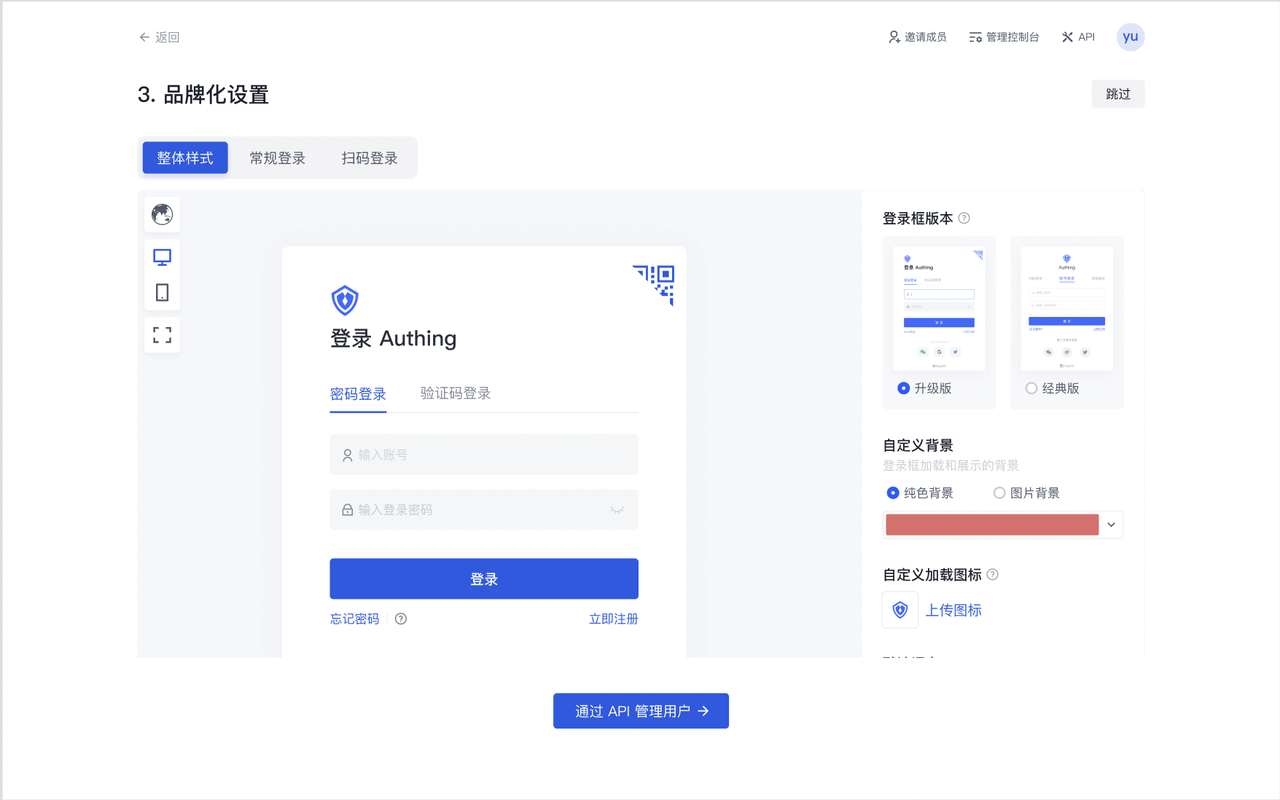 返回
邀请成员
管理控制台
API
yu
3. 品牌化设置
跳过
整体样式
常规登录
扫码登录
登录 Authing
密码登录
验证码登录
输入账号
输入登录密码
登录
忘记密码
立即注册
登录框版本
登录 Authing
Authing
升级版
经典版
自定义背景
登录框加载和展示的背景
纯色背景
图片背景
自定义加载图标
上传图标
通过 API 管理用户